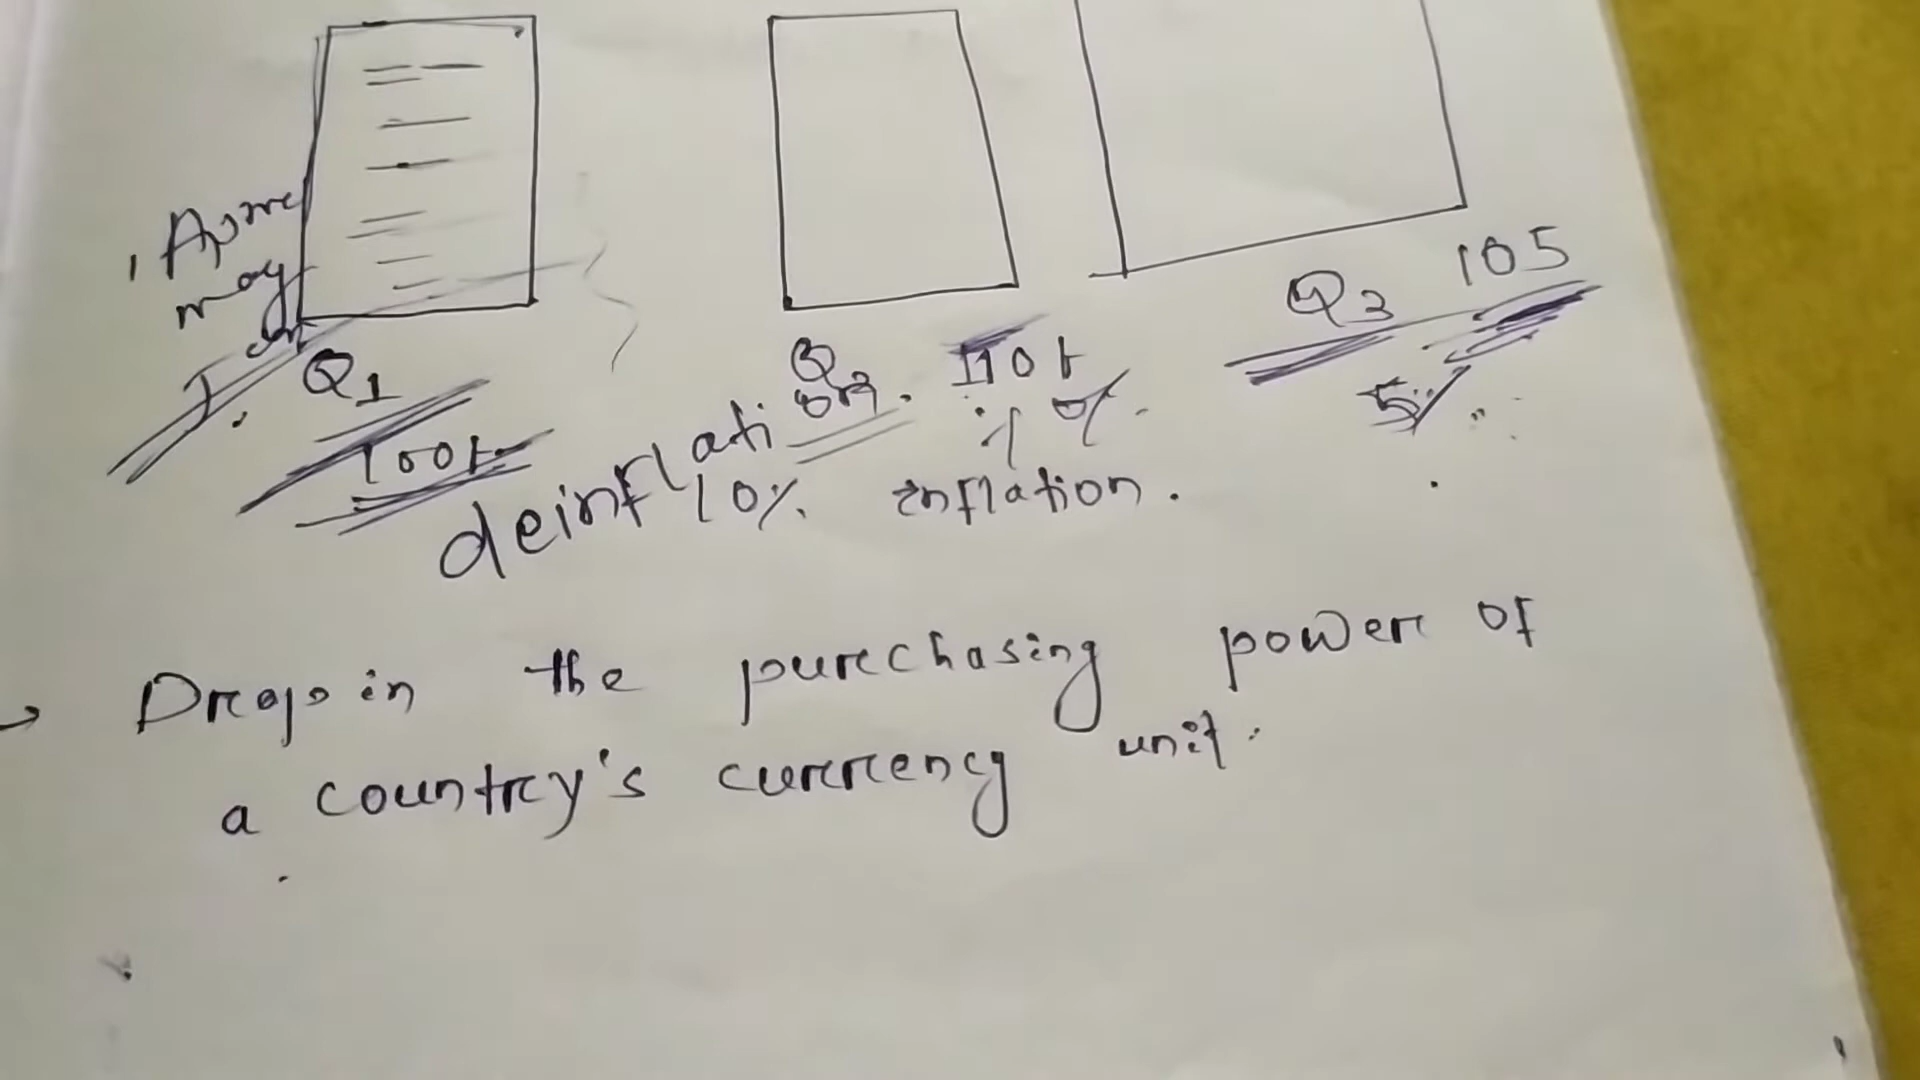 may
Q1
100
Q2
110
Q3 105
5%
deinflation.
10% inflation.
→ Drop in the purchasing power of
a country's currency unit.